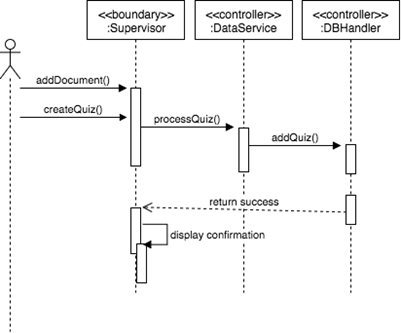 <<boundary>>
:Supervisor
<<controller>>
:DataService
<<controller>>
:DBHandler
addDocument()
createQuiz()
processQuiz()
addQuiz()
return success
display confirmation